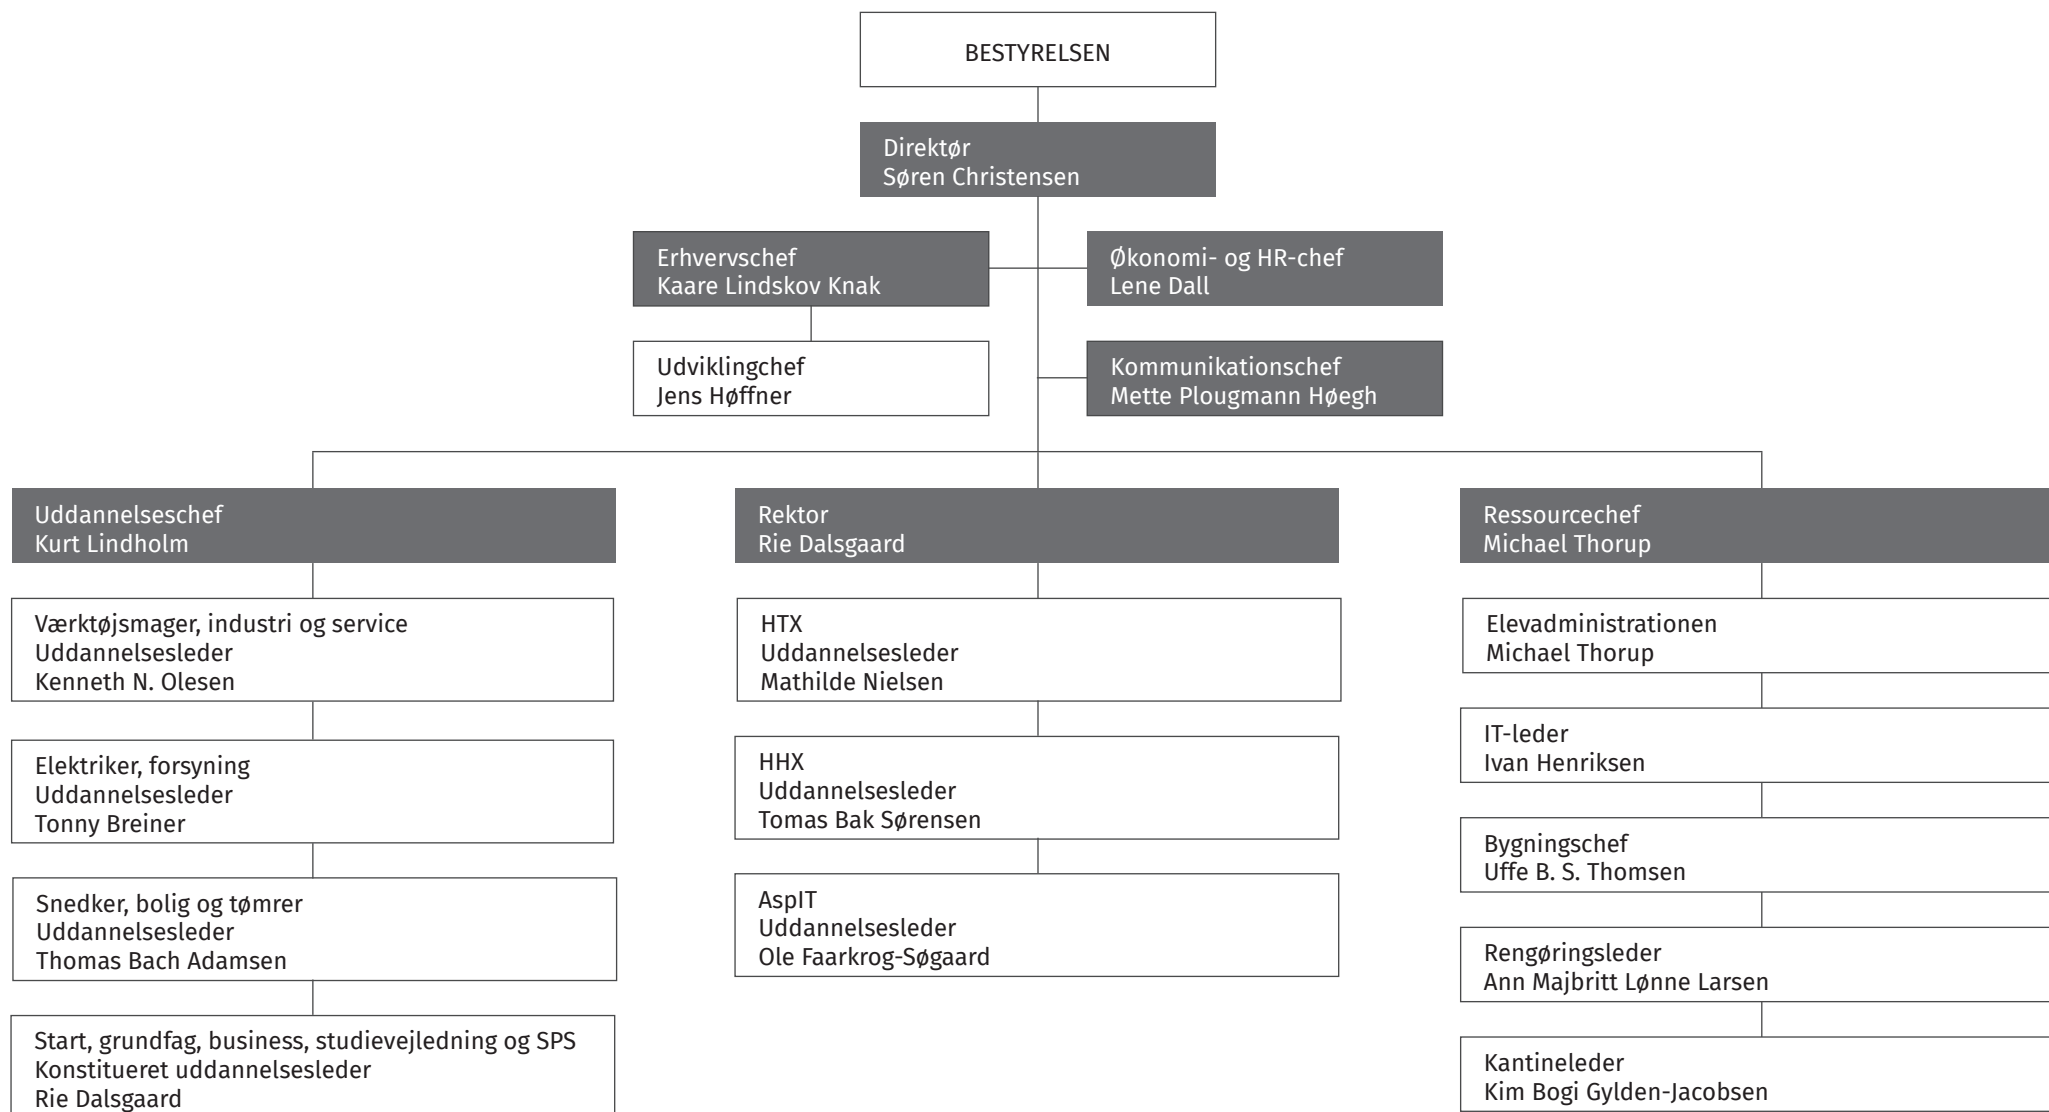 BESTYRELSEN
Direktør
Søren Christensen
Erhvervschef
Kaare Lindskov Knak
Økonomi- og HR-chef
Lene Dall
Udviklingchef
Jens Høffner
Kommunikationschef
Mette Plougmann Høegh
Uddannelseschef
Kurt Lindholm
Værktøjsmager, industri og service
Uddannelsesleder
Kenneth N. Olesen
Elektriker, forsyning
Uddannelsesleder
Tonny Breiner
Snedker, bolig og tømrer
Uddannelsesleder
Thomas Bach Adamsen
Start, grundfag, business, studievejledning og SPS
Konstitueret uddannelsesleder
Rie Dalsgaard
Rektor
Rie Dalsgaard
HTX
Uddannelsesleder
Mathilde Nielsen
HHX
Uddannelsesleder
Tomas Bak Sørensen
AspIT
Uddannelsesleder
Ole Faarkrog-Søgaard
Ressourcechef
Michael Thorup
Elevadministrationen
Michael Thorup
IT-leder
Ivan Henriksen
Bygningschef
Uffe B. S. Thomsen
Rengøringsleder
Ann Majbritt Lønne Larsen
Kantineleder
Kim Bogi Gylden-Jacobsen